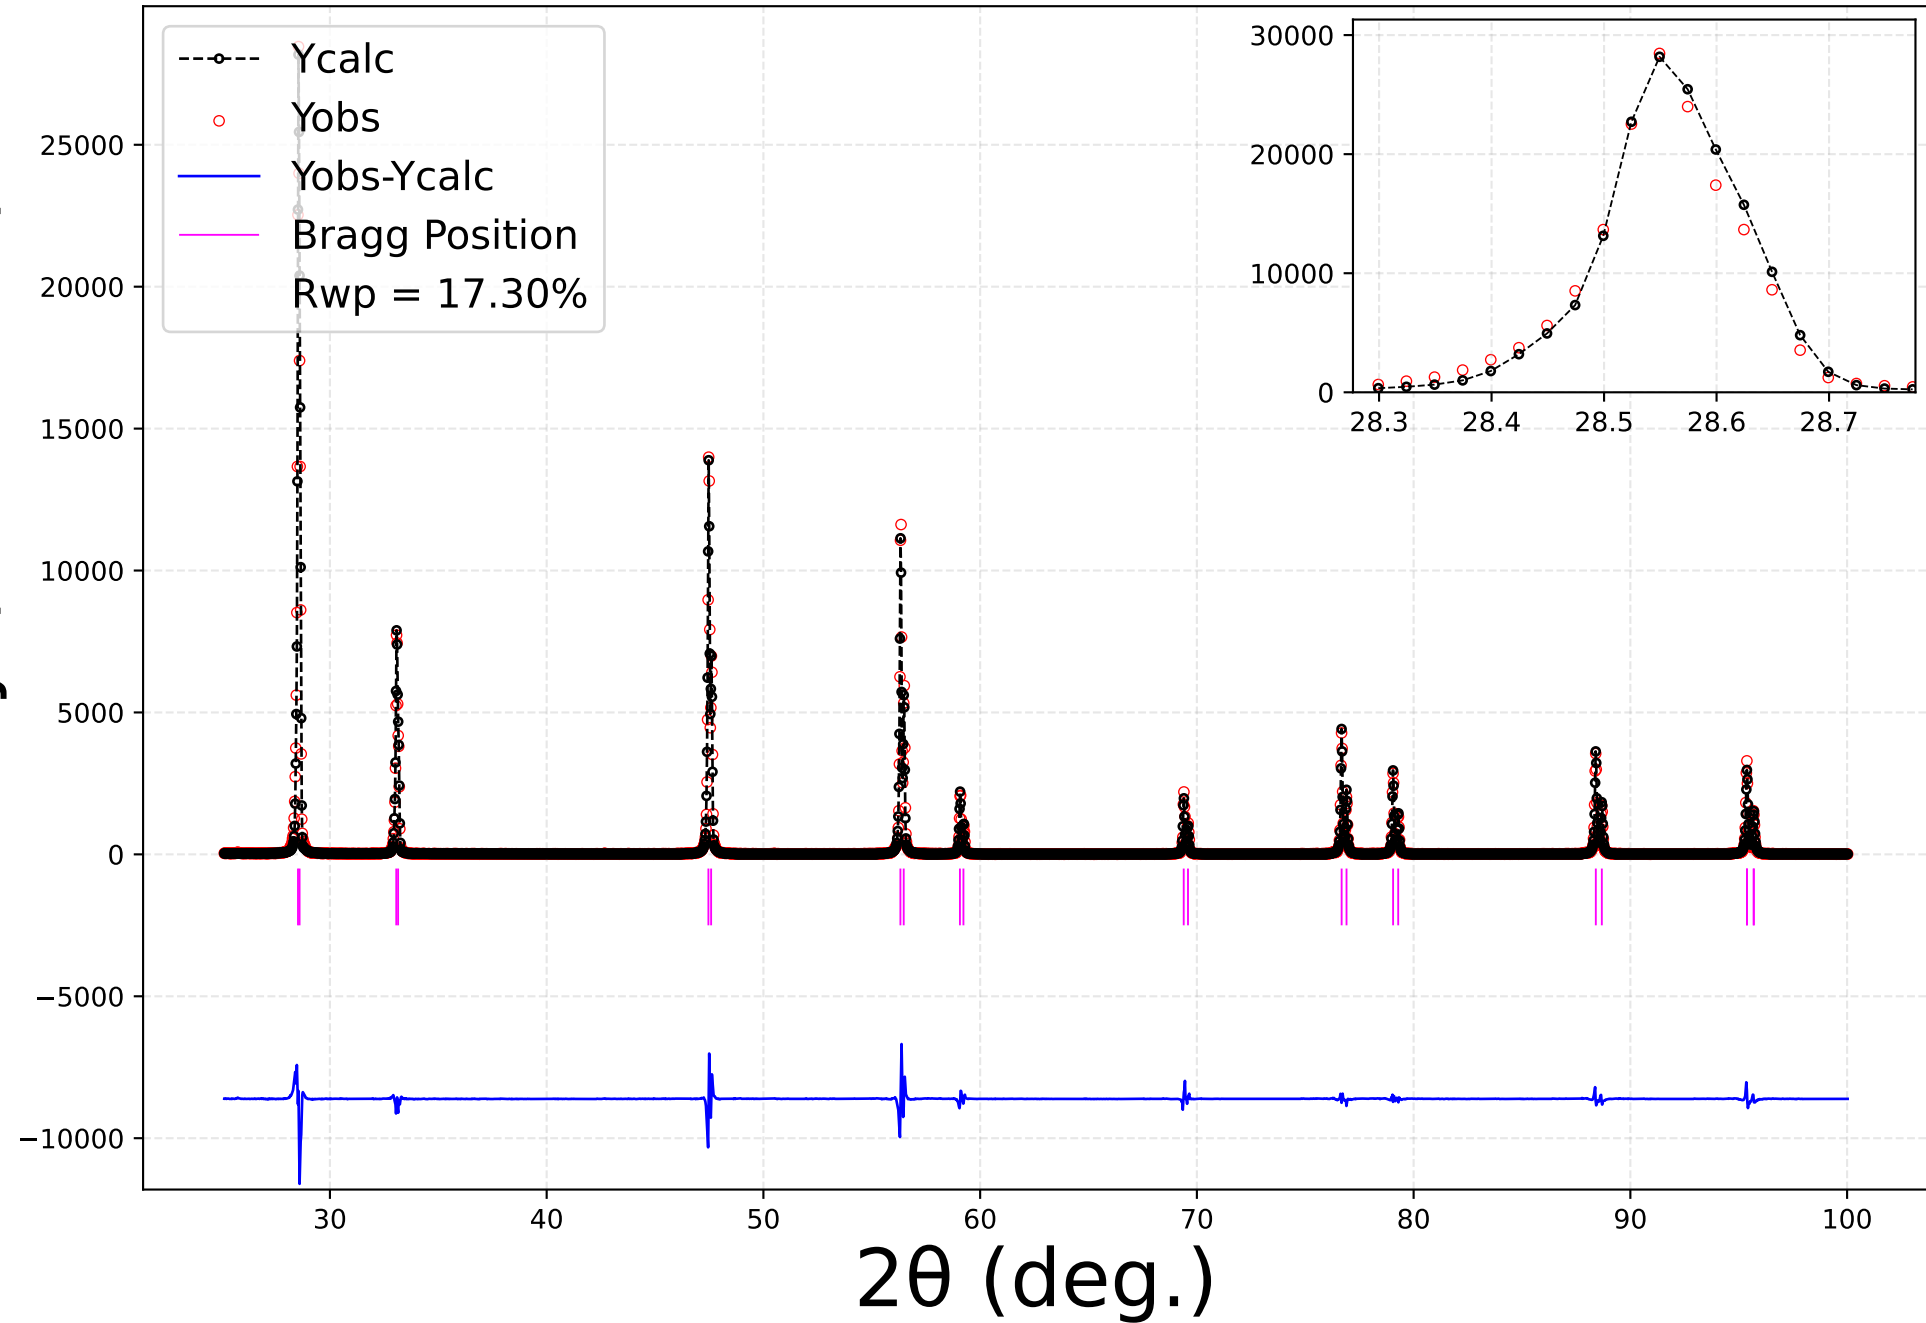 Ycalc
Yobs
Yobs-Ycalc
Bragg Position
Rwp = 17.30%
30000
20000
10000
0
28.3 28.4 28.5 28.6 28.7
25000
20000
15000
10000
5000
0
−5000
−10000
30 40 50 60 70 80 90 100
2θ (deg.)